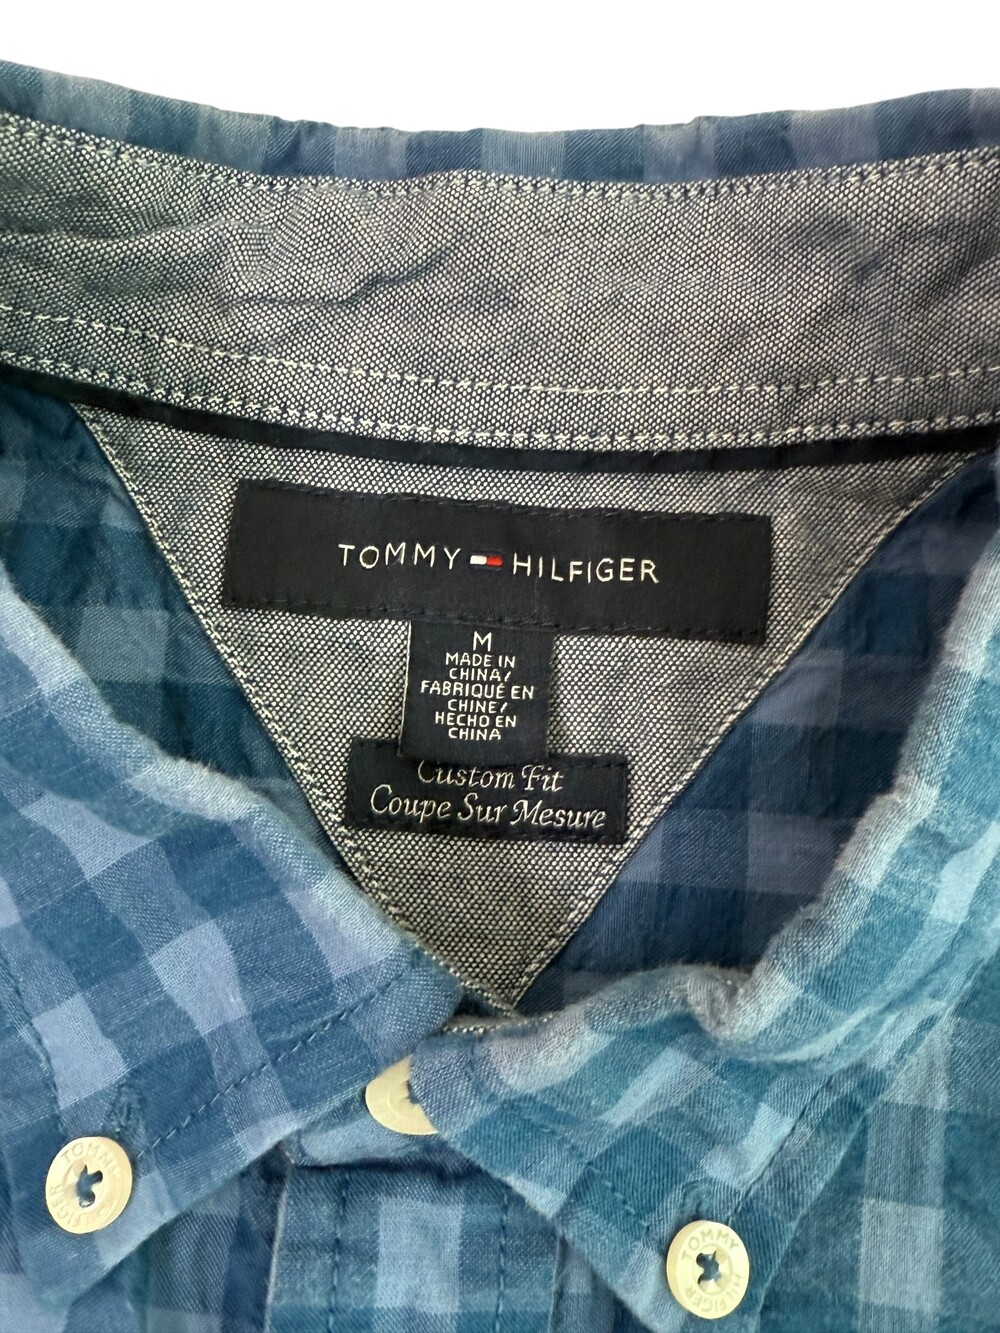 TOMMY HILFIGER
M
MADE IN
CHINA/
FABRIQUÉ EN
CHINE/
HECHO EN
CHINA
Custom Fit
Coupe Sur Mesure
TOMMY
HILFIGER
TOMMY
HILFIGER